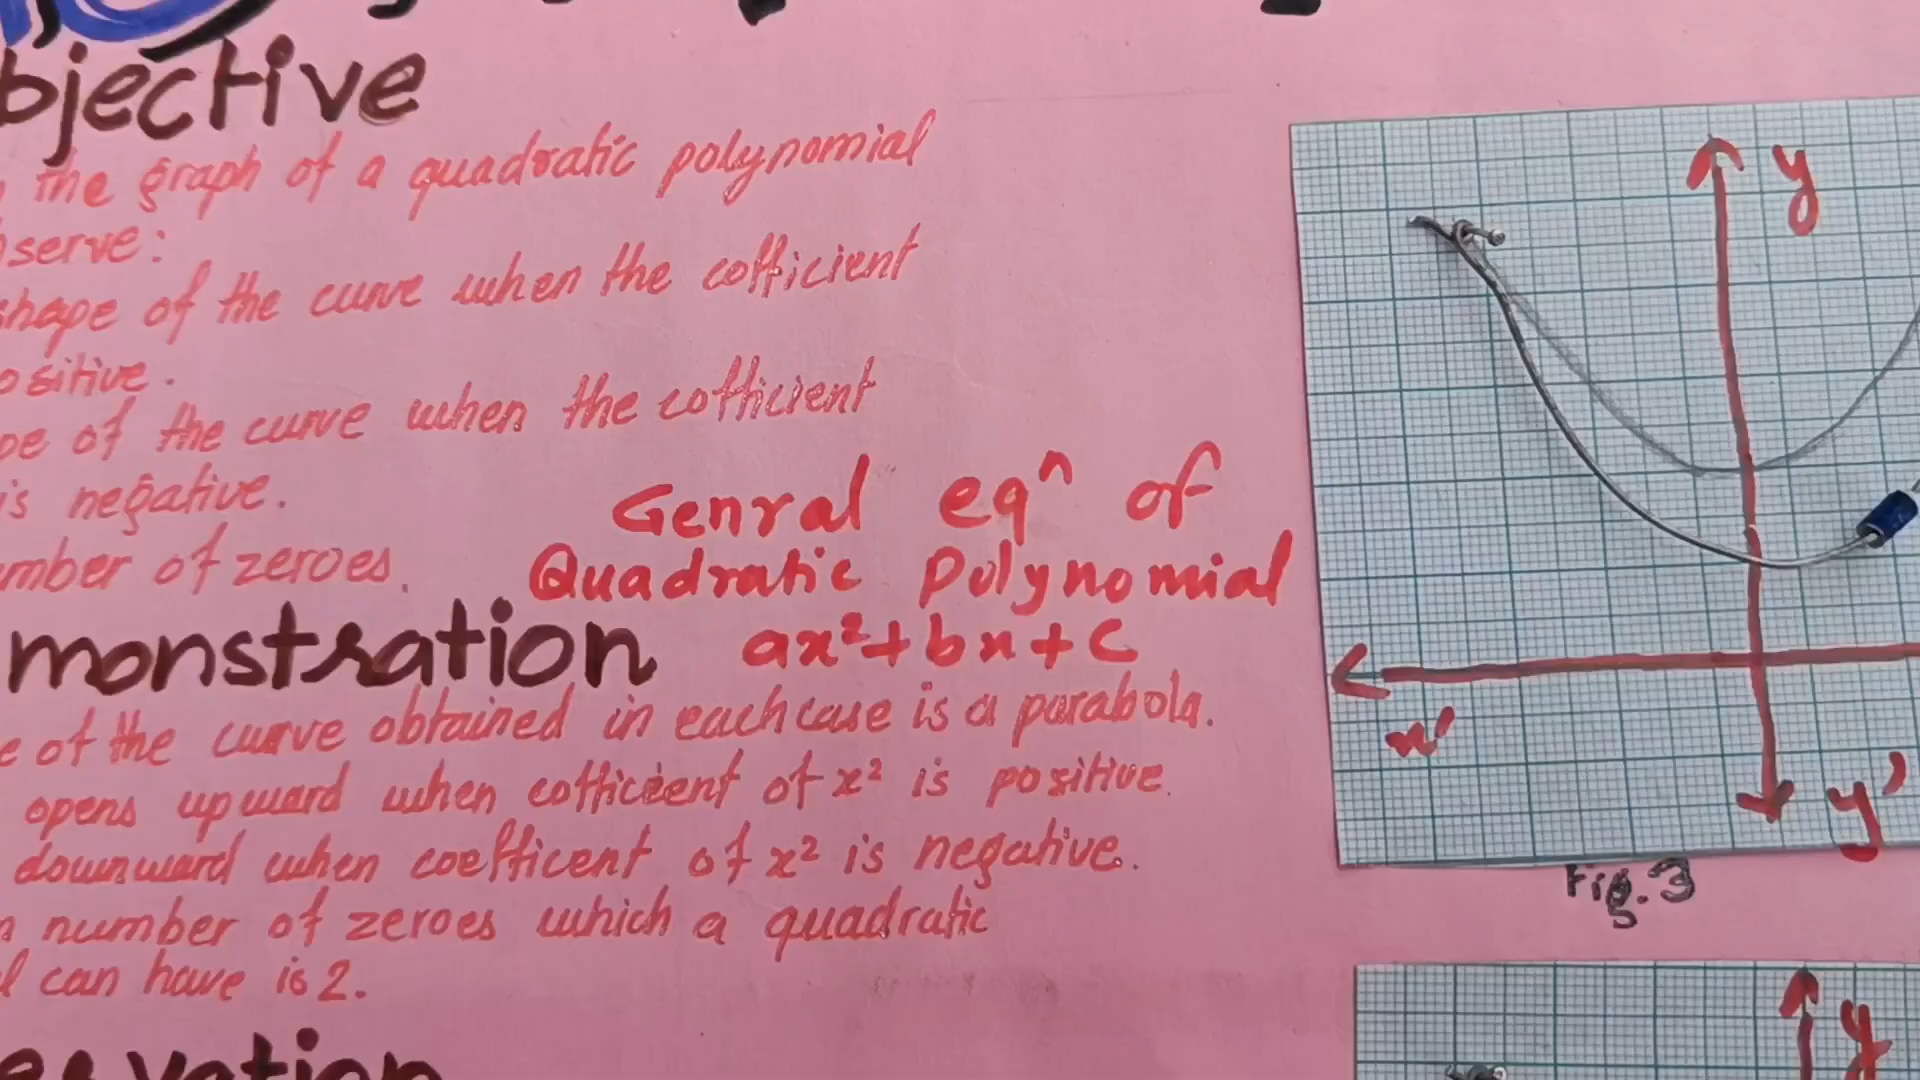 bjective
the graph of a quadratic polynomial
bserve:
shape of the curve when the cofficient
ositive.
pe of the curve when the cofficient
is negative.
mber of zeroes.
Genral eqn of
Quadratic Polynomial
ax²+bx+c
monstration
e of the curve obtained in each case is a parabola.
opens upward when cofficient of x² is positive.
downward when coefficent of x² is negative.
n number of zeroes which a quadratic
l can have is 2.
ervation
y
x'
y'
Fig. 3
y